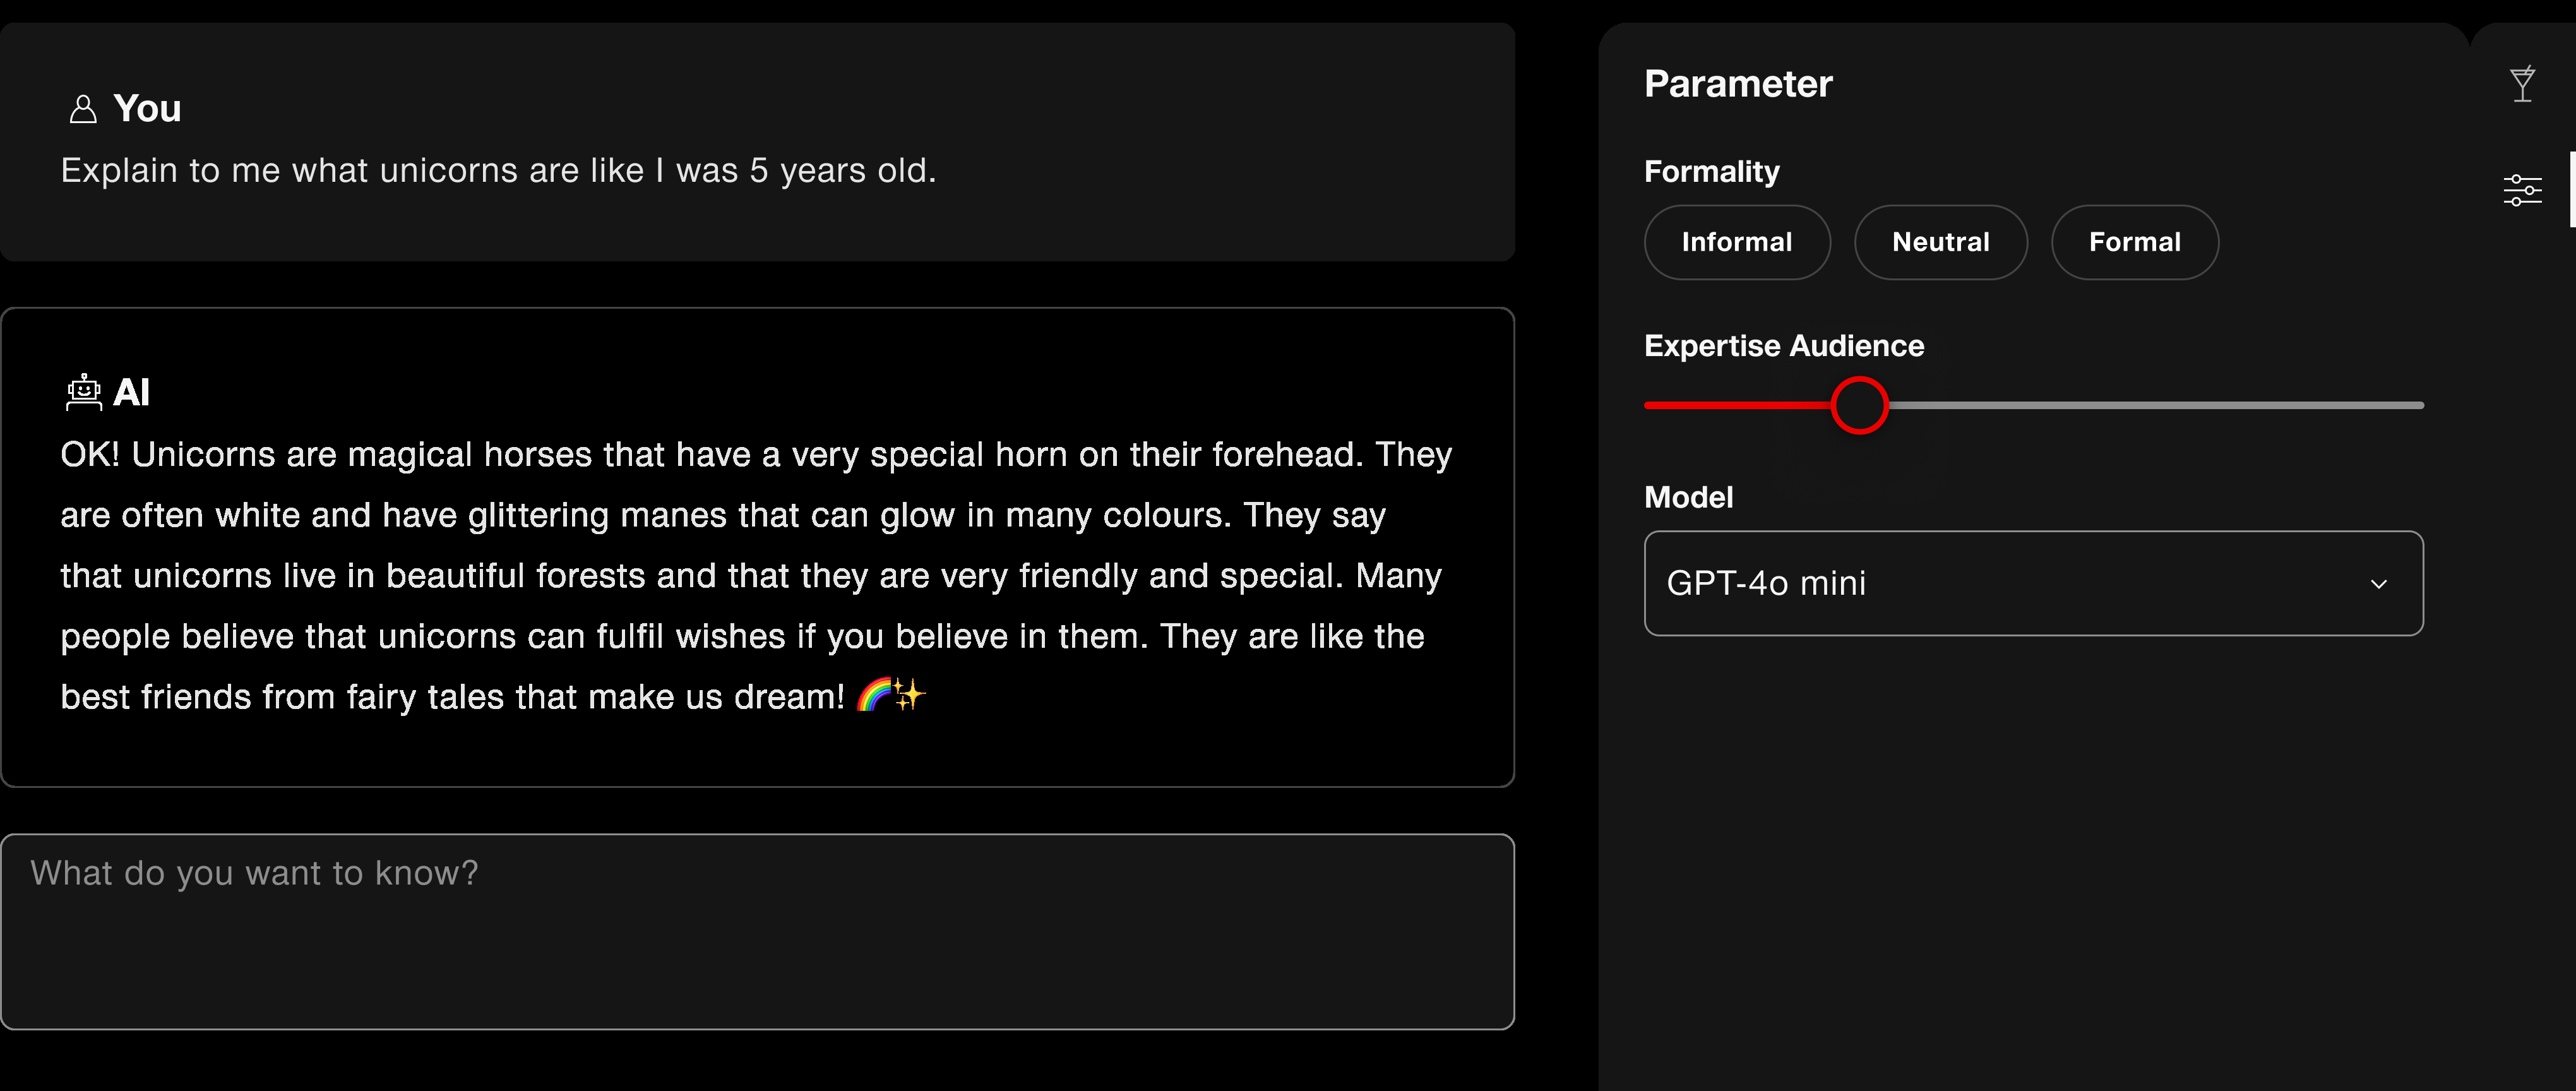 You
Explain to me what unicorns are like I was 5 years old.
AI
OK! Unicorns are magical horses that have a very special horn on their forehead. They
are often white and have glittering manes that can glow in many colours. They say
that unicorns live in beautiful forests and that they are very friendly and special. Many
people believe that unicorns can fulfil wishes if you believe in them. They are like the
best friends from fairy tales that make us dream! 🌈✨
What do you want to know?
Parameter
Formality
Informal
Neutral
Formal
Expertise Audience
Model
GPT-4o mini